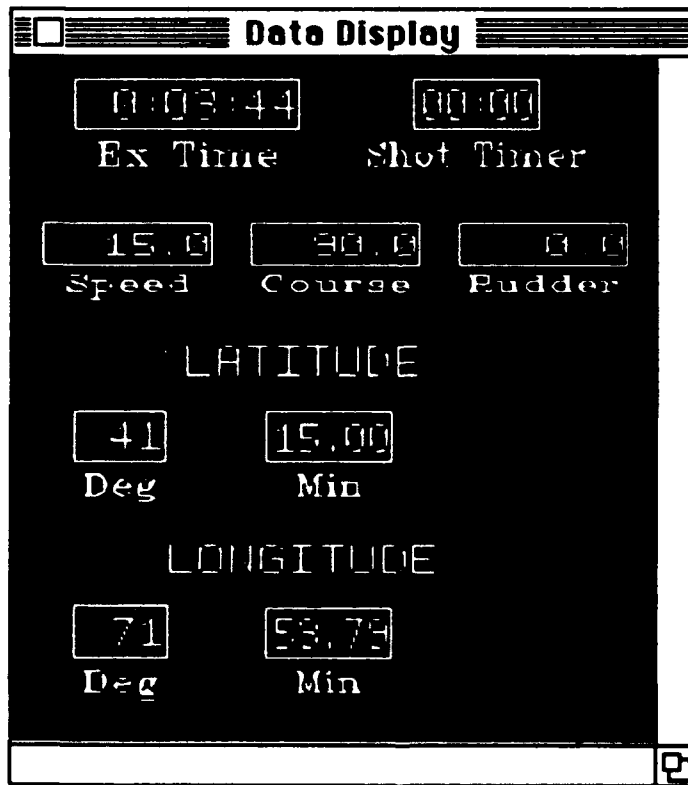 Data Display
0:03:44 00:00
Ex Time Shot Timer
15.0 90.0 0.0
Speed Course Rudder
LATITUDE
41 15.00
Deg Min
LONGITUDE
71
Deg Min